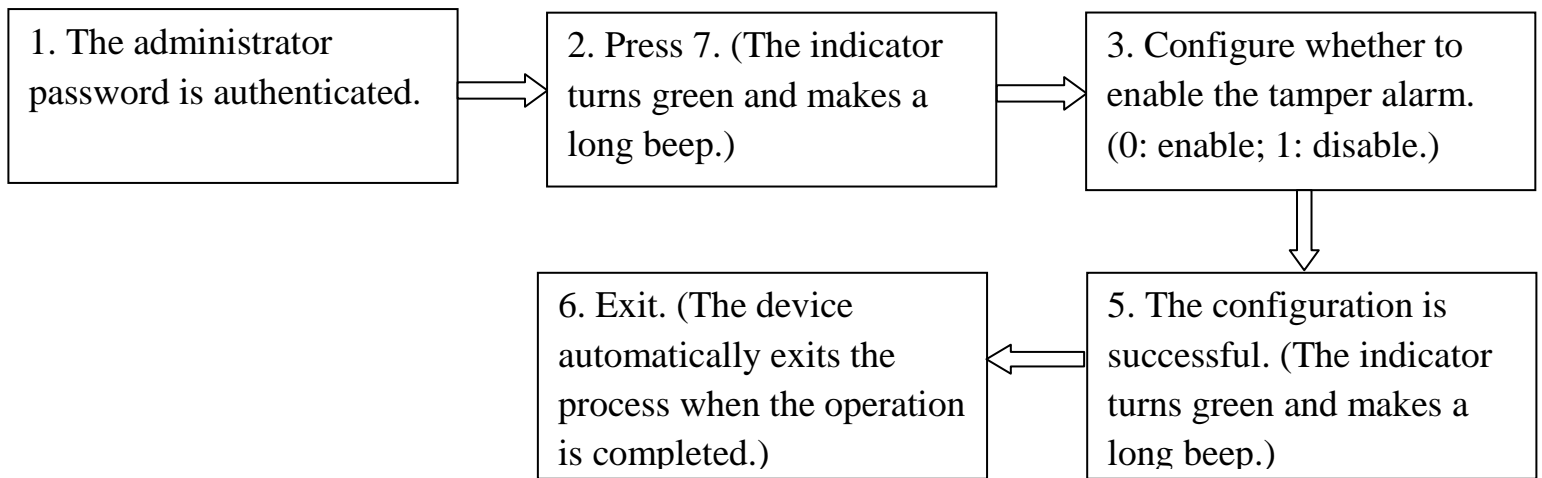 1. The administrator
password is authenticated.
2. Press 7. (The indicator
turns green and makes a
long beep.)
3. Configure whether to
enable the tamper alarm.
(0: enable; 1: disable.)
5. The configuration is
successful. (The indicator
turns green and makes a
long beep.)
6. Exit. (The device
automatically exits the
process when the operation
is completed.)